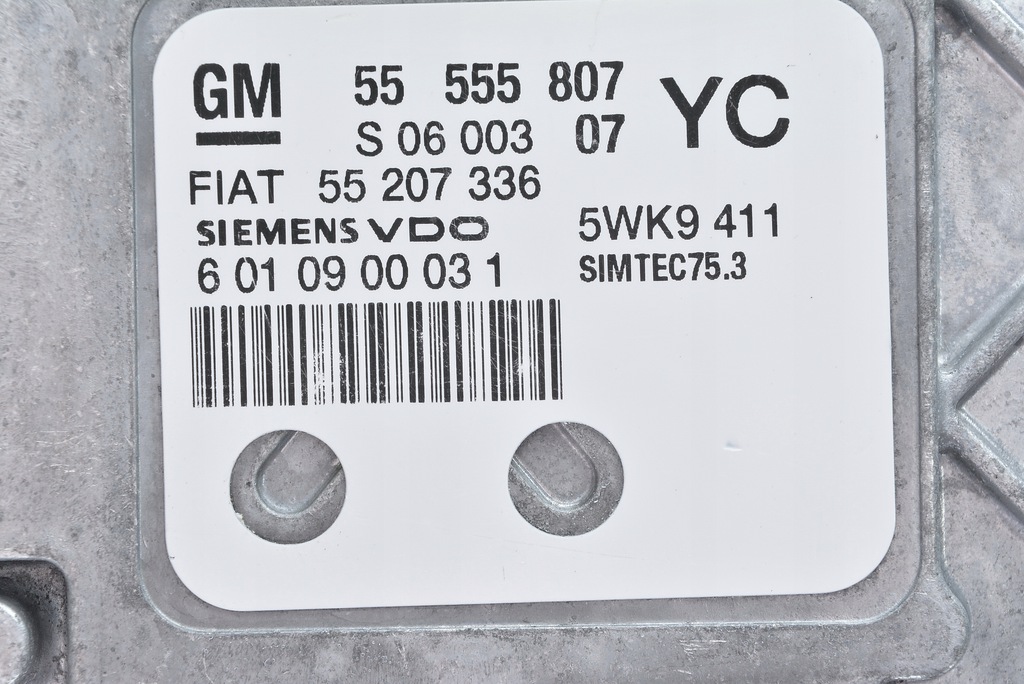 GM 55 555 807 YC
S 06 003 07
FIAT 55 207 336
SIEMENS VDO 5WK9 411
6 01 09 00 03 1 SIMTEC75.3